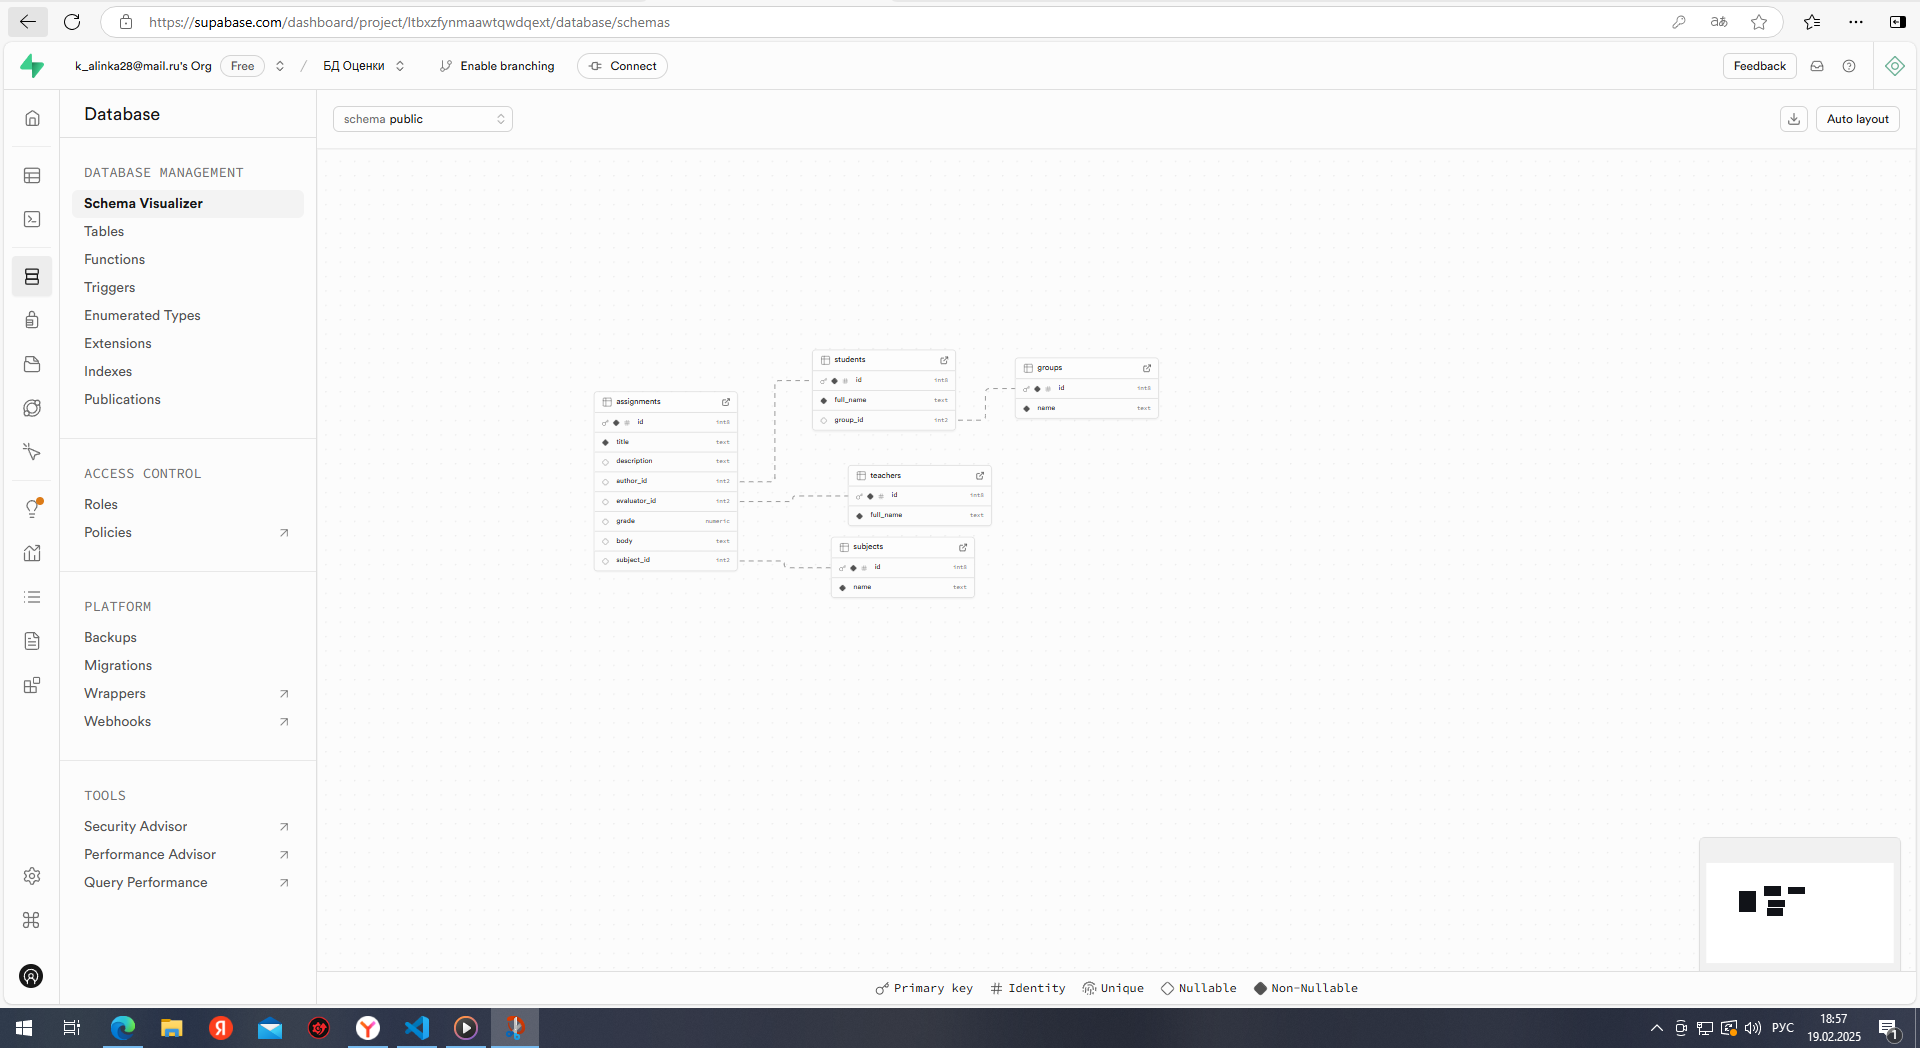 https://supabase.com/dashboard/project/ltbxzfynmaawtqwdqext/database/schemas
k_alinka28@mail.ru's Org Free / БД Оценки Enable branching Connect Feedback
Database
schema public
Auto layout
DATABASE MANAGEMENT
Schema Visualizer
Tables
Functions
Triggers
Enumerated Types
Extensions
Indexes
Publications
ACCESS CONTROL
Roles
Policies
PLATFORM
Backups
Migrations
Wrappers
Webhooks
TOOLS
Security Advisor
Performance Advisor
Query Performance
assignments
id int8
title text
description text
author_id int2
evaluator_id int2
grade numeric
body text
subject_id int2
students
id int8
full_name text
group_id int2
groups
id int8
name text
teachers
id int8
full_name text
subjects
id int8
name text
Primary key Identity Unique Nullable Non-Nullable
РУС
18:57
19.02.2025
1